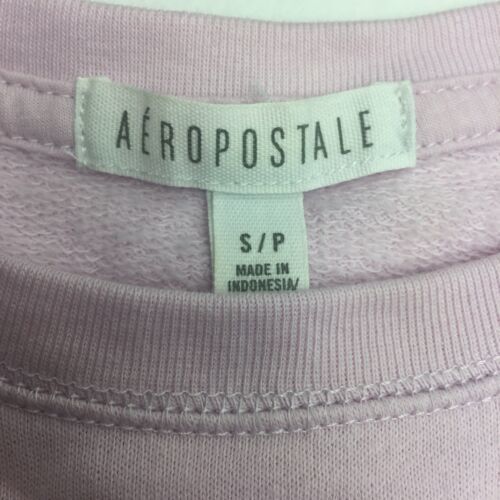 AÉROPOSTALE
S/P
MADE IN
INDONESIA/